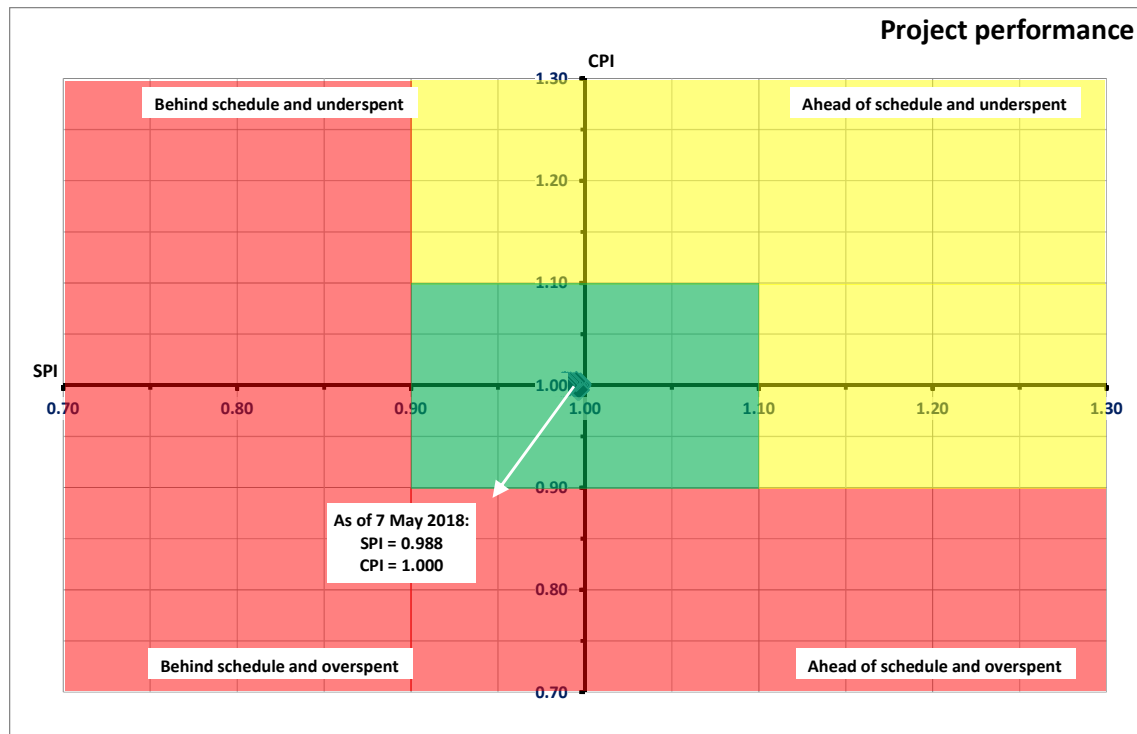 Project performance
CPI
1.30
Behind schedule and underspent
Ahead of schedule and underspent
1.20
1.10
SPI
1.00
0.70
0.80
0.90
1.00
1.10
1.20
1.30
0.90
As of 7 May 2018:
SPI = 0.988
CPI = 1.000
0.80
Behind schedule and overspent
Ahead of schedule and overspent
0.70